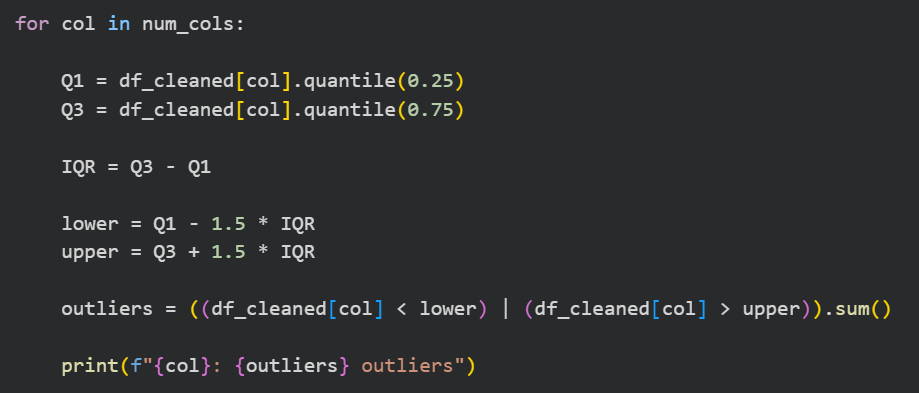 for col in num_cols:
    Q1 = df_cleaned[col].quantile(0.25)
    Q3 = df_cleaned[col].quantile(0.75)
    IQR = Q3 - Q1
    lower = Q1 - 1.5 * IQR
    upper = Q3 + 1.5 * IQR
    outliers = ((df_cleaned[col] < lower) | (df_cleaned[col] > upper)).sum()
    print(f"{col}: {outliers} outliers")